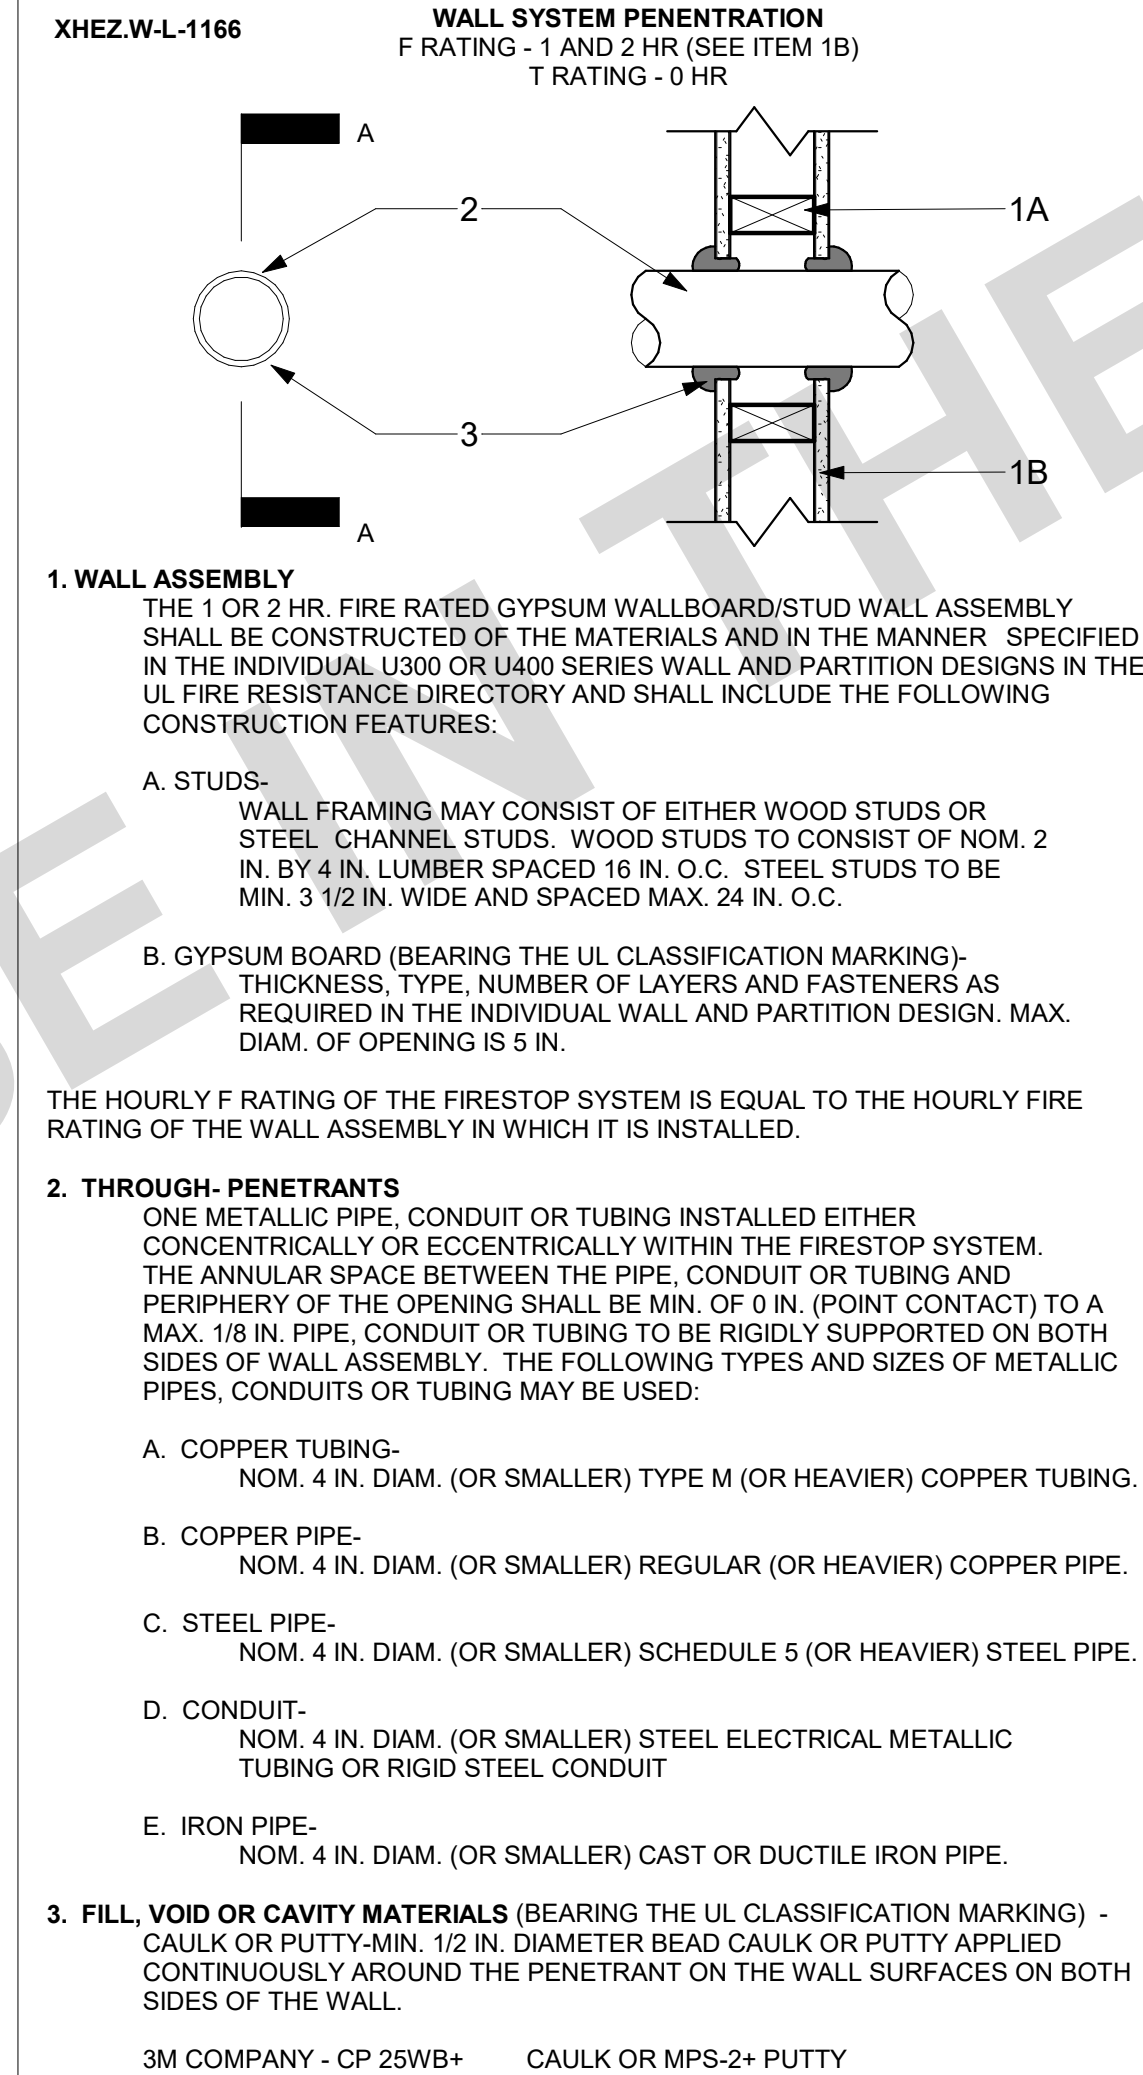 XHEZ.W-L-1166
WALL SYSTEM PENENTRATION
F RATING - 1 AND 2 HR (SEE ITEM 1B)
T RATING - 0 HR
A
2
1A
3
1B
A
1. WALL ASSEMBLY
THE 1 OR 2 HR. FIRE RATED GYPSUM WALLBOARD/STUD WALL ASSEMBLY
SHALL BE CONSTRUCTED OF THE MATERIALS AND IN THE MANNER SPECIFIED
IN THE INDIVIDUAL U300 OR U400 SERIES WALL AND PARTITION DESIGNS IN THE
UL FIRE RESISTANCE DIRECTORY AND SHALL INCLUDE THE FOLLOWING
CONSTRUCTION FEATURES:
A. STUDS-
WALL FRAMING MAY CONSIST OF EITHER WOOD STUDS OR
STEEL CHANNEL STUDS. WOOD STUDS TO CONSIST OF NOM. 2
IN. BY 4 IN. LUMBER SPACED 16 IN. O.C. STEEL STUDS TO BE
MIN. 3 1/2 IN. WIDE AND SPACED MAX. 24 IN. O.C.
B. GYPSUM BOARD (BEARING THE UL CLASSIFICATION MARKING)-
THICKNESS, TYPE, NUMBER OF LAYERS AND FASTENERS AS
REQUIRED IN THE INDIVIDUAL WALL AND PARTITION DESIGN. MAX.
DIAM. OF OPENING IS 5 IN.
THE HOURLY F RATING OF THE FIRESTOP SYSTEM IS EQUAL TO THE HOURLY FIRE
RATING OF THE WALL ASSEMBLY IN WHICH IT IS INSTALLED.
2. THROUGH- PENETRANTS
ONE METALLIC PIPE, CONDUIT OR TUBING INSTALLED EITHER
CONCENTRICALLY OR ECCENTRICALLY WITHIN THE FIRESTOP SYSTEM.
THE ANNULAR SPACE BETWEEN THE PIPE, CONDUIT OR TUBING AND
PERIPHERY OF THE OPENING SHALL BE MIN. OF 0 IN. (POINT CONTACT) TO A
MAX. 1/8 IN. PIPE, CONDUIT OR TUBING TO BE RIGIDLY SUPPORTED ON BOTH
SIDES OF WALL ASSEMBLY. THE FOLLOWING TYPES AND SIZES OF METALLIC
PIPES, CONDUITS OR TUBING MAY BE USED:
A. COPPER TUBING-
NOM. 4 IN. DIAM. (OR SMALLER) TYPE M (OR HEAVIER) COPPER TUBING.
B. COPPER PIPE-
NOM. 4 IN. DIAM. (OR SMALLER) REGULAR (OR HEAVIER) COPPER PIPE.
C. STEEL PIPE-
NOM. 4 IN. DIAM. (OR SMALLER) SCHEDULE 5 (OR HEAVIER) STEEL PIPE.
D. CONDUIT-
NOM. 4 IN. DIAM. (OR SMALLER) STEEL ELECTRICAL METALLIC
TUBING OR RIGID STEEL CONDUIT
E. IRON PIPE-
NOM. 4 IN. DIAM. (OR SMALLER) CAST OR DUCTILE IRON PIPE.
3. FILL, VOID OR CAVITY MATERIALS (BEARING THE UL CLASSIFICATION MARKING) -
CAULK OR PUTTY-MIN. 1/2 IN. DIAMETER BEAD CAULK OR PUTTY APPLIED
CONTINUOUSLY AROUND THE PENETRANT ON THE WALL SURFACES ON BOTH
SIDES OF THE WALL.
3M COMPANY - CP 25WB+ CAULK OR MPS-2+ PUTTY
IN THE